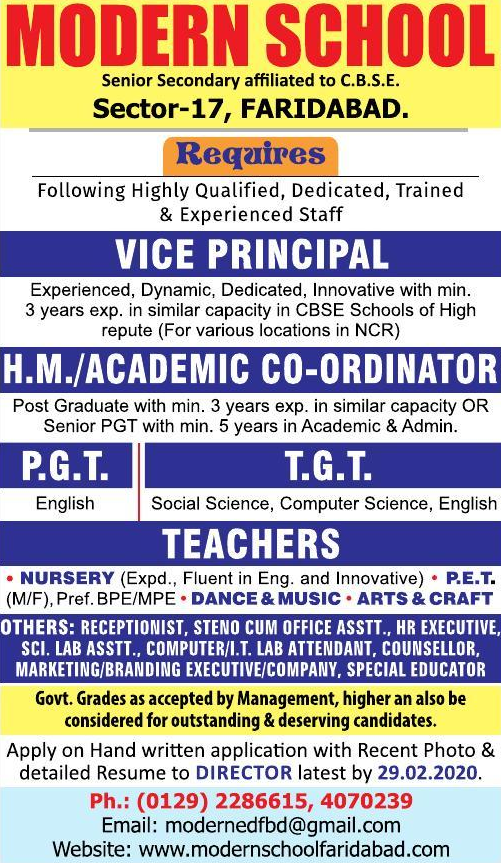 MODERN SCHOOL
Senior Secondary affiliated to C.B.S.E.
Sector-17, FARIDABAD.
Requires
Following Highly Qualified, Dedicated, Trained
& Experienced Staff
VICE PRINCIPAL
Experienced, Dynamic, Dedicated, Innovative with min.
3 years exp. in similar capacity in CBSE Schools of High
repute (For various locations in NCR)
H.M./ACADEMIC CO-ORDINATOR
Post Graduate with min. 3 years exp. in similar capacity OR
Senior PGT with min. 5 years in Academic & Admin.
P.G.T.
English
T.G.T.
Social Science, Computer Science, English
TEACHERS
• NURSERY (Expd., Fluent in Eng. and Innovative) • P.E.T.
(M/F), Pref. BPE/MPE • DANCE & MUSIC • ARTS & CRAFT
OTHERS: RECEPTIONIST, STENO CUM OFFICE ASSTT., HR EXECUTIVE,
SCI. LAB ASSTT., COMPUTER/I.T. LAB ATTENDANT, COUNSELLOR,
MARKETING/BRANDING EXECUTIVE/COMPANY, SPECIAL EDUCATOR
Govt. Grades as accepted by Management, higher an also be
considered for outstanding & deserving candidates.
Apply on Hand written application with Recent Photo &
detailed Resume to DIRECTOR latest by 29.02.2020.
Ph.: (0129) 2286615, 4070239
Email: modernedfbd@gmail.com
Website: www.modernschoolfaridabad.com